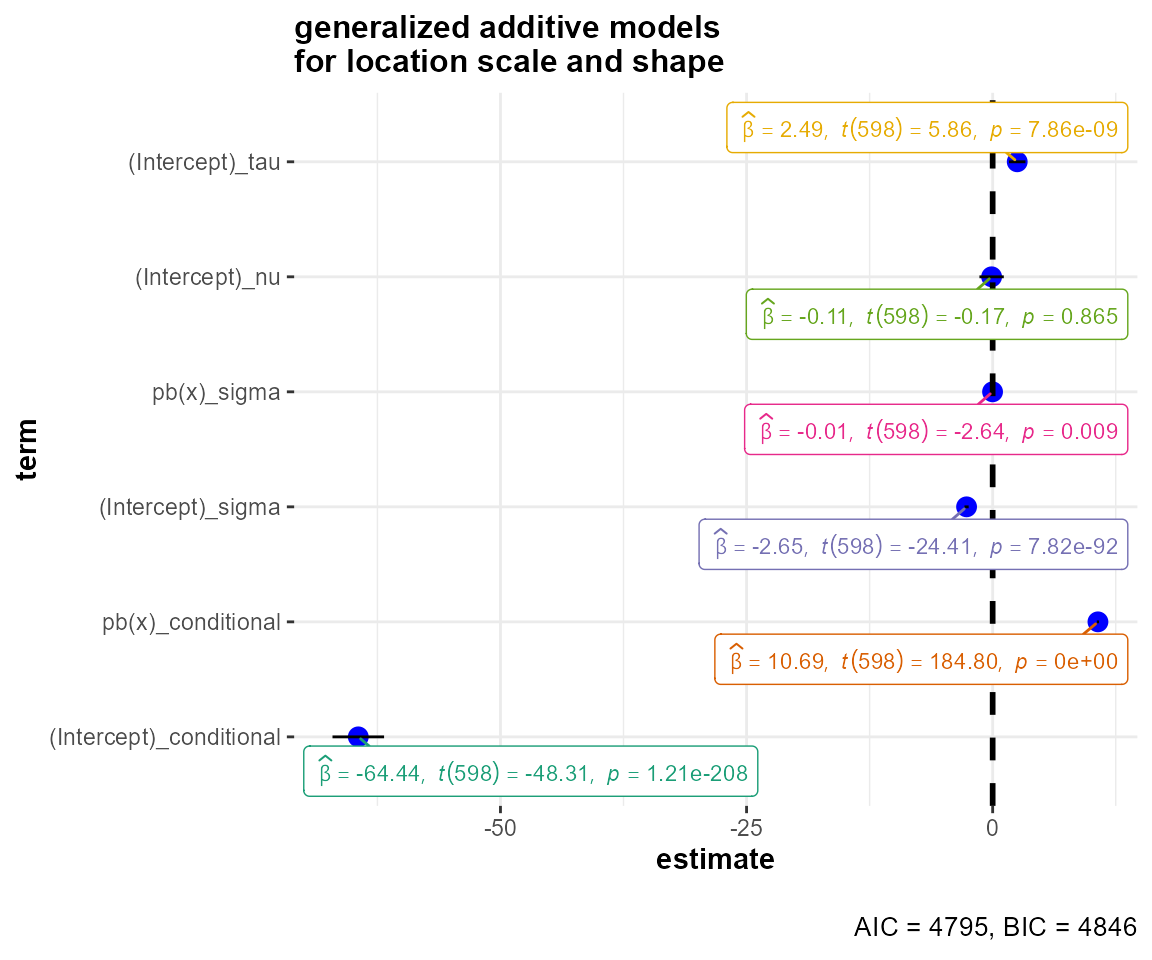 generalized additive models
for location scale and shape
β̂ = 2.49, t(598) = 5.86, p = 7.86e-09
(Intercept)_tau
(Intercept)_nu
β̂ = -0.11, t(598) = -0.17, p = 0.865
pb(x)_sigma
β̂ = -0.01, t(598) = -2.64, p = 0.009
term
(Intercept)_sigma
β̂ = -2.65, t(598) = -24.41, p = 7.82e-92
pb(x)_conditional
β̂ = 10.69, t(598) = 184.80, p = 0e+00
(Intercept)_conditional
β̂ = -64.44, t(598) = -48.31, p = 1.21e-208
-50 -25 0
estimate
AIC = 4795, BIC = 4846